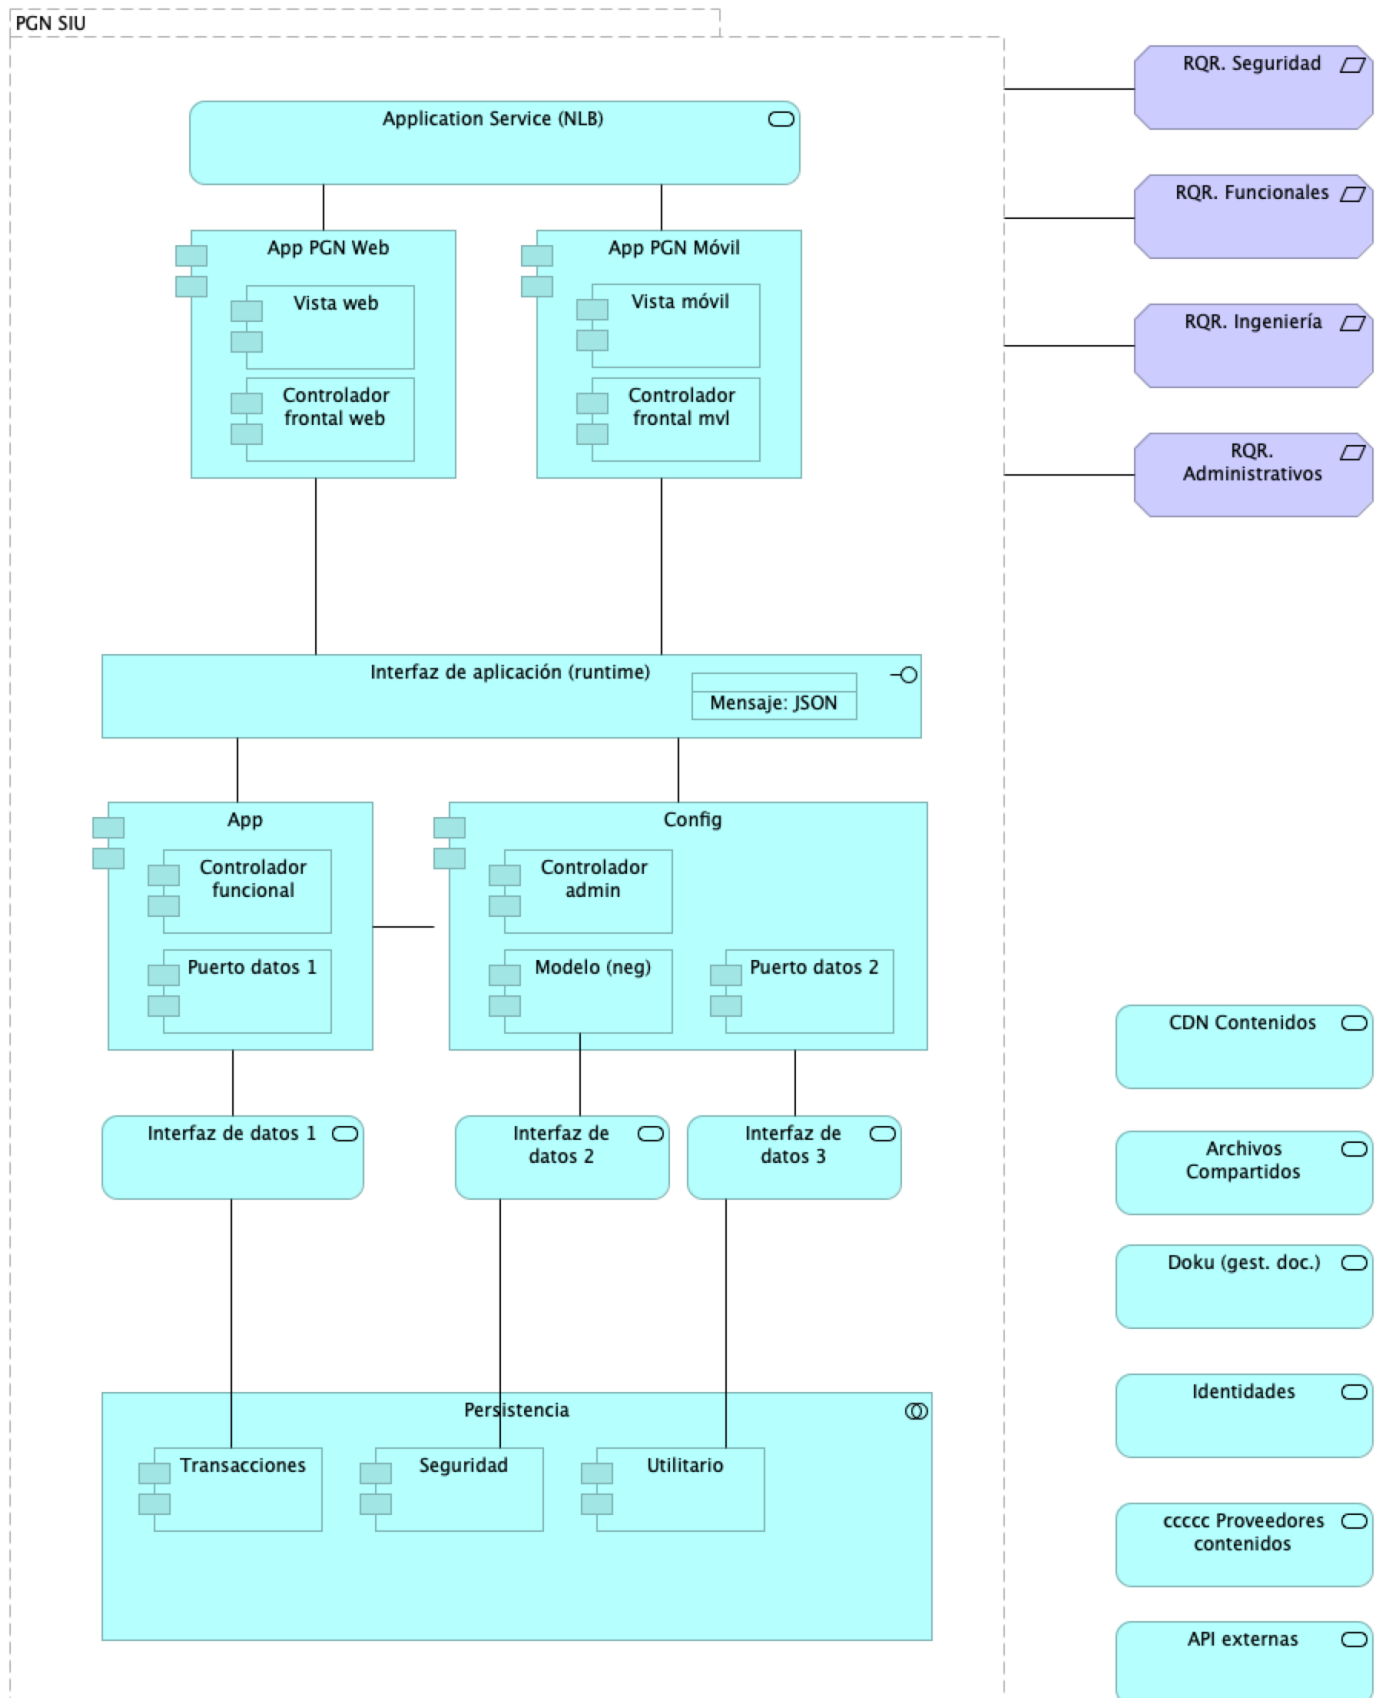 PGN SIU
RQR. Seguridad
Application Service (NLB)
RQR. Funcionales
App PGN Web
App PGN Móvil
Vista web
Vista móvil
RQR. Ingeniería
Controlador
frontal web
Controlador
frontal mvl
RQR.
Administrativos
Interfaz de aplicación (runtime)
Mensaje: JSON
App
Config
Controlador
funcional
Controlador
admin
Puerto datos 1
Modelo (neg)
Puerto datos 2
CDN Contenidos
Interfaz de datos 1
Interfaz de
datos 2
Interfaz de
datos 3
Archivos
Compartidos
Doku (gest. doc.)
Identidades
Persistencia
Transacciones
Seguridad
Utilitario
ccccc Proveedores
contenidos
API externas